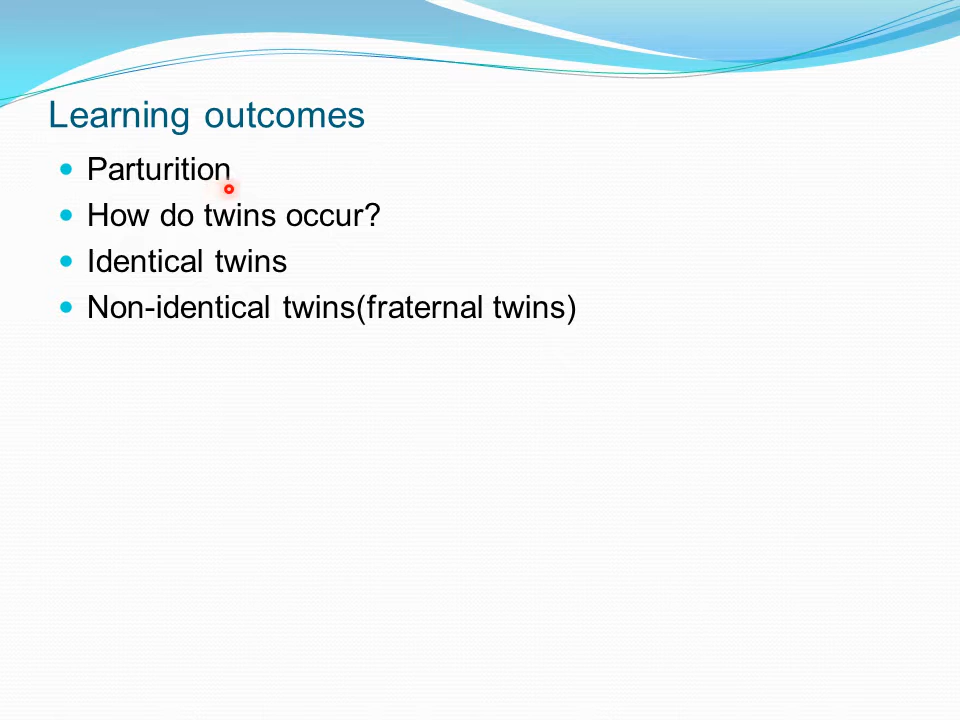 Learning outcomes
Parturition
How do twins occur?
Identical twins
Non-identical twins(fraternal twins)